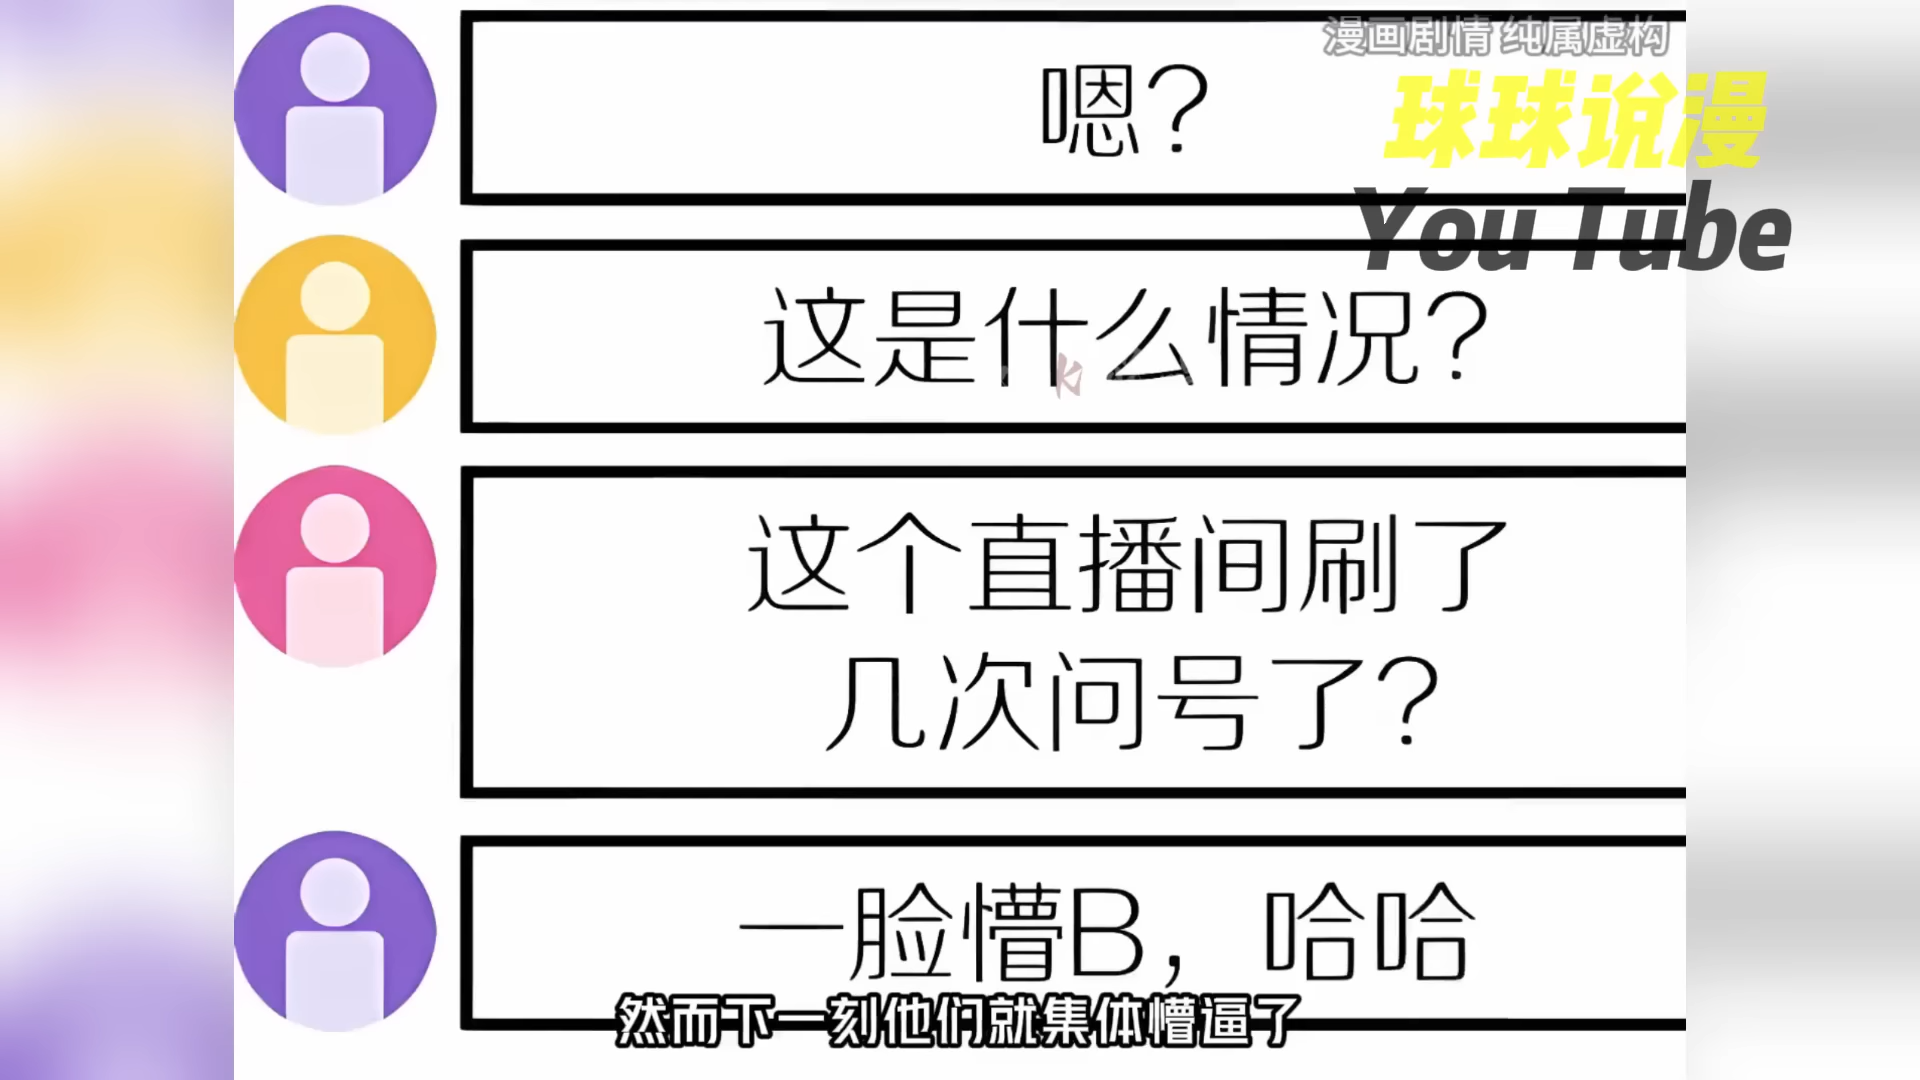 漫画剧情 纯属虚构
嗯?
球球说漫
You Tube
这是什么情况?
这个直播间刷了
几次问号了?
一脸懵B，哈哈
然而下一刻他们就集体懵逼了